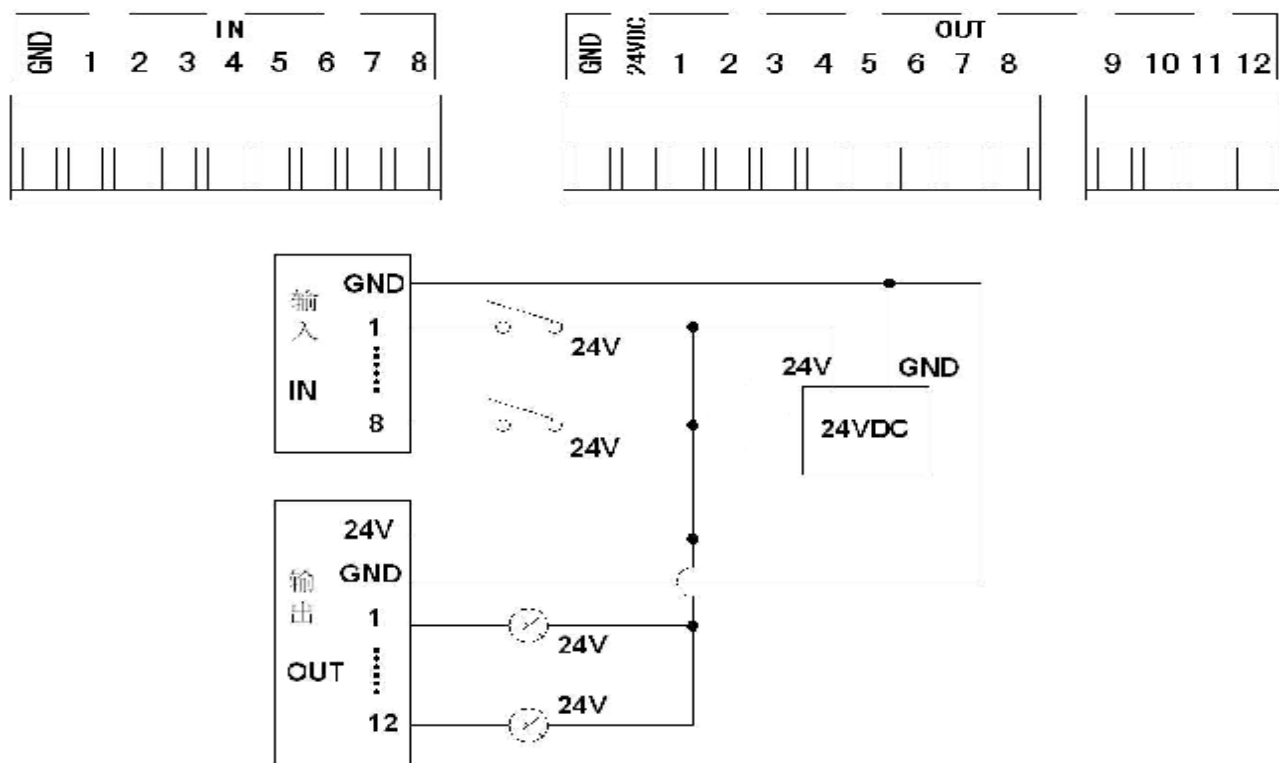 IN
GND 1 2 3 4 5 6 7 8
OUT
GND 24VDC 1 2 3 4 5 6 7 8 9 10 11 12
输入
IN
GND
1
8
24V
24V
24V
GND
24VDC
输出
OUT
24V
GND
1
12
24V
24V